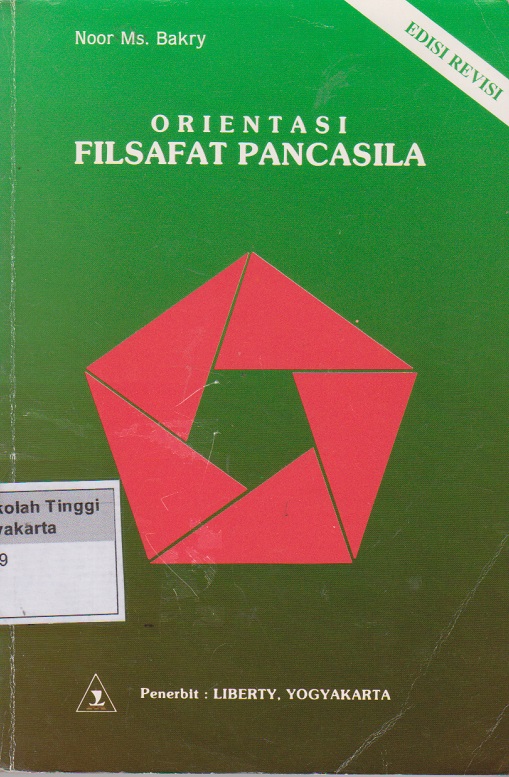 Noor Ms. Bakry
EDISI REVISI
ORIENTASI
FILSAFAT PANCASILA
kolah Tinggi
yakarta
9
Penerbit : LIBERTY, YOGYAKARTA